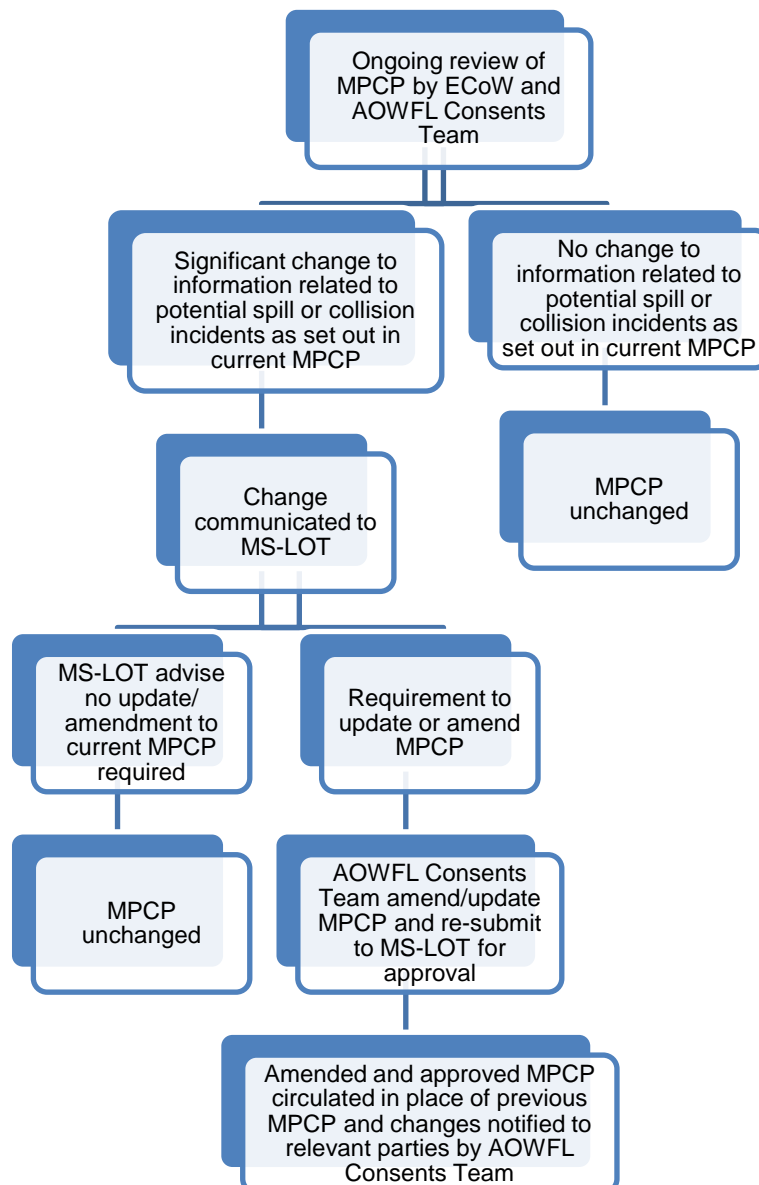 Ongoing review of
MPCP by ECoW and
AOWFL Consents
Team
Significant change to
information related to
potential spill or collision
incidents as set out in
current MPCP
No change to
information related to
potential spill or
collision incidents as
set out in current MPCP
Change
communicated to
MS-LOT
MPCP
unchanged
MS-LOT advise
no update/
amendment to
current MPCP
required
Requirement to
update or amend
MPCP
MPCP
unchanged
AOWFL Consents
Team amend/update
MPCP and re-submit
to MS-LOT for
approval
Amended and approved MPCP
circulated in place of previous
MPCP and changes notified to
relevant parties by AOWFL
Consents Team